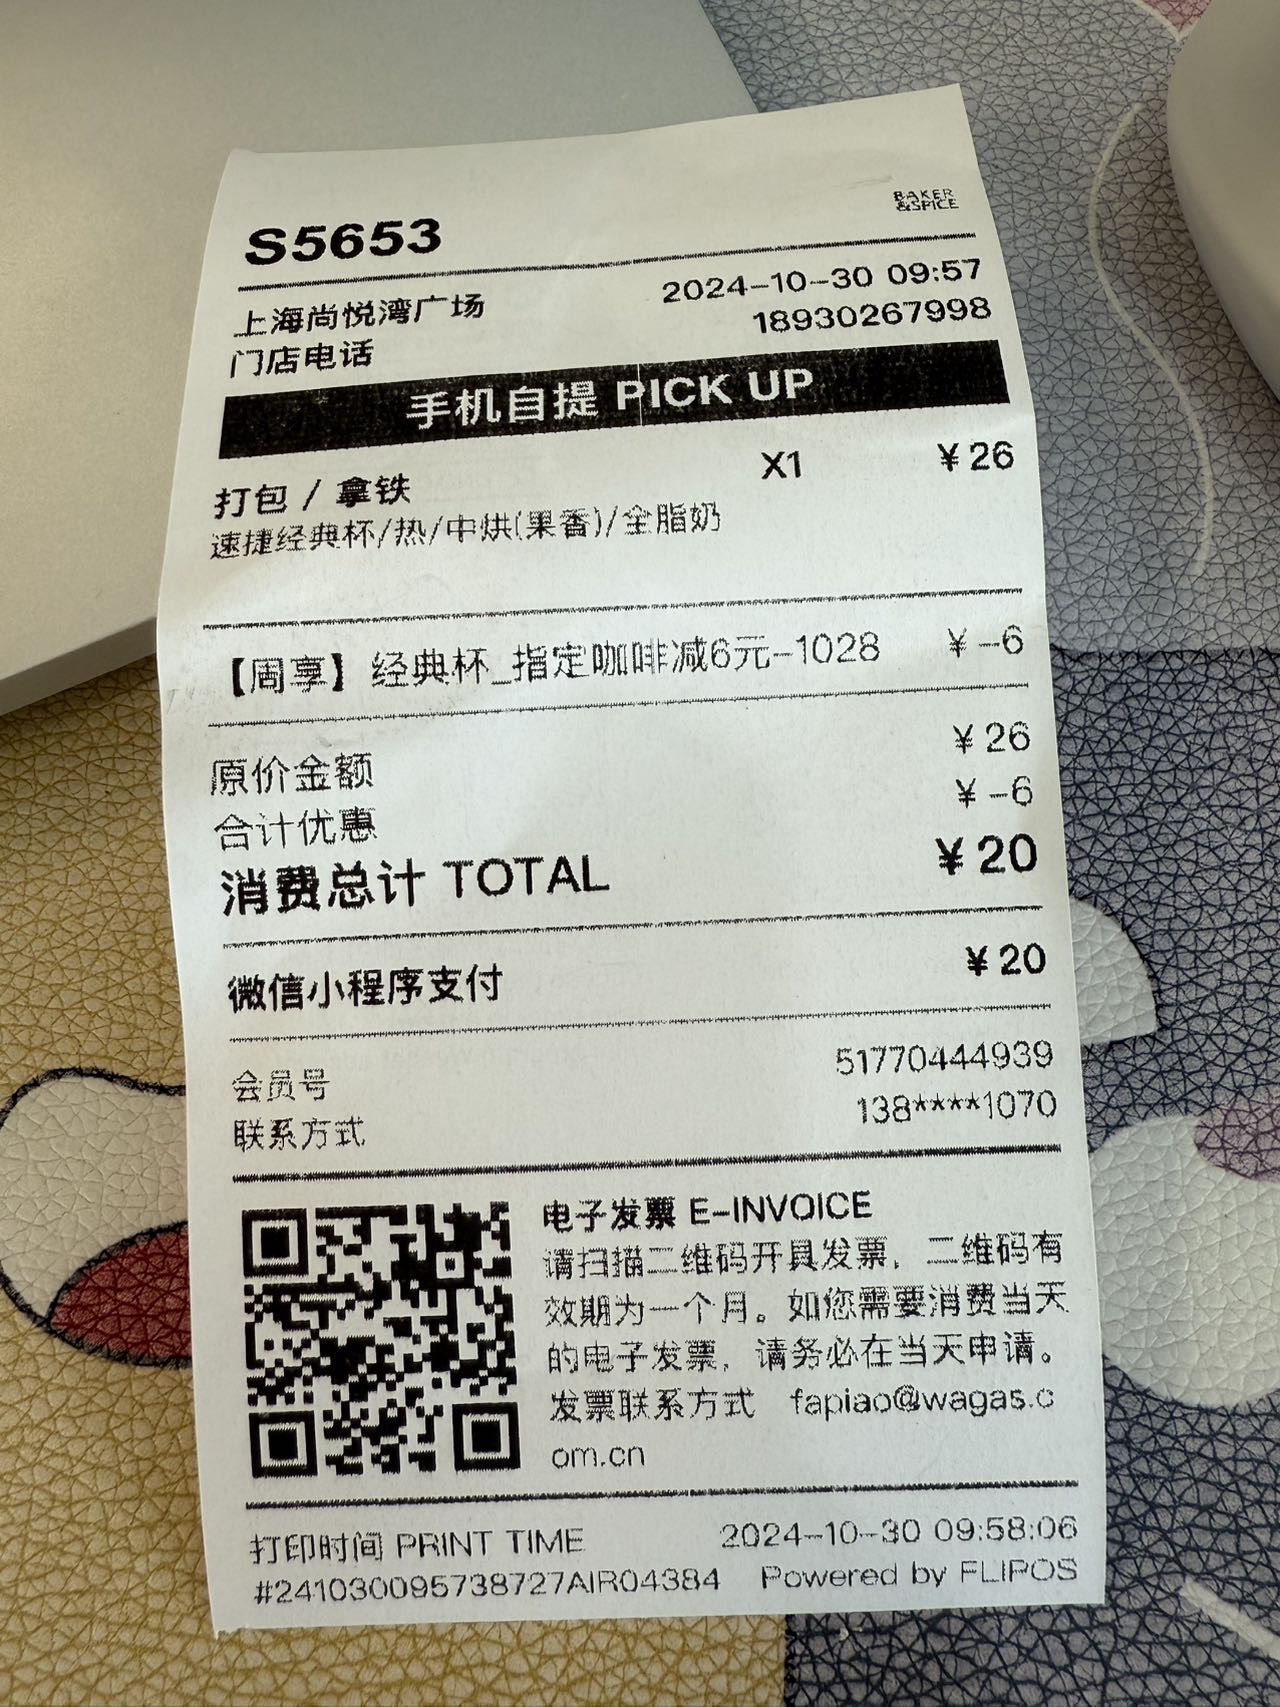 BAKER
&SPICE
S5653
上海尚悦湾广场 2024-10-30 09:57
门店电话 18930267998
手机自提 PICK UP
打包 / 拿铁 X1 ¥26
速捷经典杯/热/中烘(果香)/全脂奶
【周享】经典杯_指定咖啡减6元-1028 ¥-6
原价金额 ¥26
合计优惠 ¥-6
消费总计 TOTAL ¥20
微信小程序支付 ¥20
会员号 51770444939
联系方式 138****1070
电子发票 E-INVOICE
请扫描二维码开具发票，二维码有
效期为一个月。如您需要消费当天
的电子发票，请务必在当天申请。
发票联系方式 fapiao@wagas.c
om.cn
打印时间 PRINT TIME 2024-10-30 09:58:06
#241030095738727AIR04384 Powered by FLIPOS